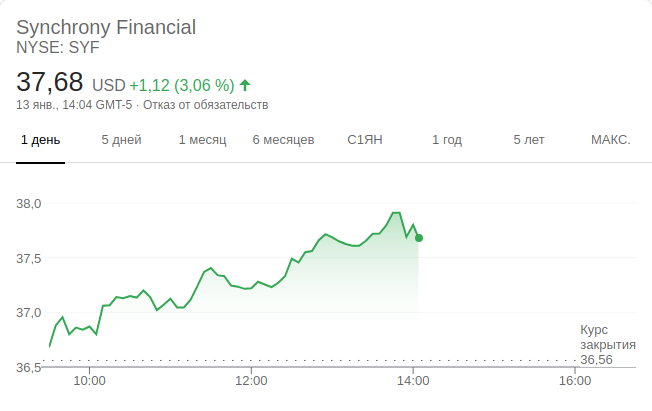 Synchrony Financial
NYSE: SYF
37,68 USD +1,12 (3,06 %)
13 янв., 14:04 GMT-5 · Отказ от обязательств
1 день 5 дней 1 месяц 6 месяцев С1ЯН 1 год 5 лет МАКС.
38,0
37,5
37,0
Курс
закрытия
36,56
36,5
10:00 12:00 14:00 16:00